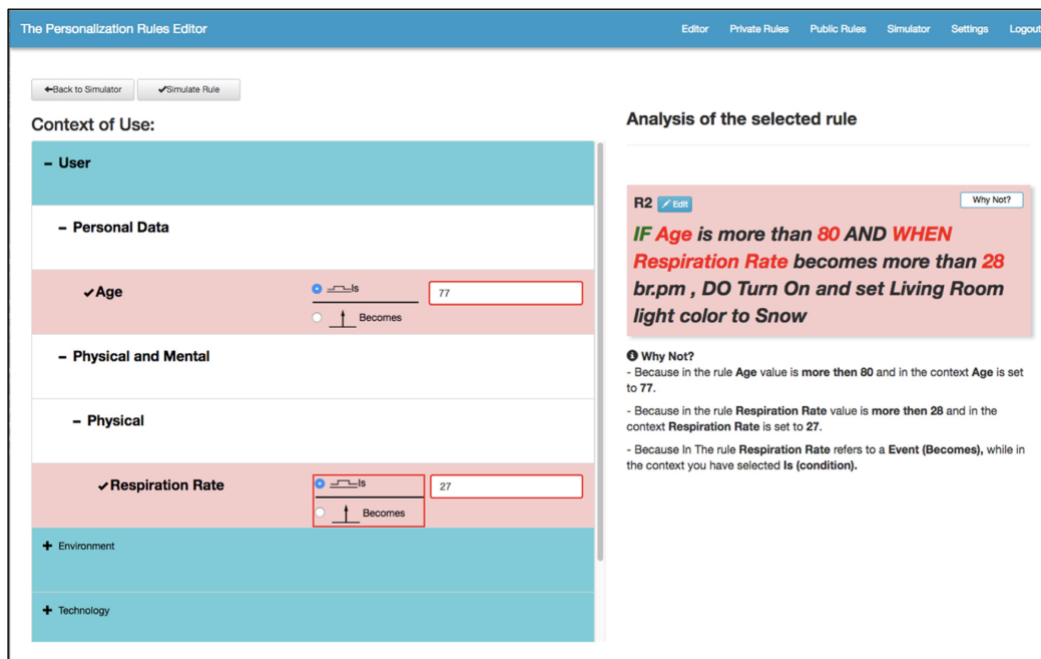 The Personalization Rules Editor
Editor Private Rules Public Rules Simulator Settings Logout
Back to Simulator
Simulate Rule
Context of Use:
– User
– Personal Data
Age
Is
Becomes
77
– Physical and Mental
– Physical
Respiration Rate
Is
Becomes
27
+ Environment
+ Technology
Analysis of the selected rule
R2 Edit
Why Not?
IF Age is more than 80 AND WHEN
Respiration Rate becomes more than 28
br.pm , DO Turn On and set Living Room
light color to Snow
Why Not?
- Because in the rule Age value is more then 80 and in the context Age is set
to 77.
- Because in the rule Respiration Rate value is more then 28 and in the
context Respiration Rate is set to 27.
- Because In The rule Respiration Rate refers to a Event (Becomes), while in
the context you have selected Is (condition).